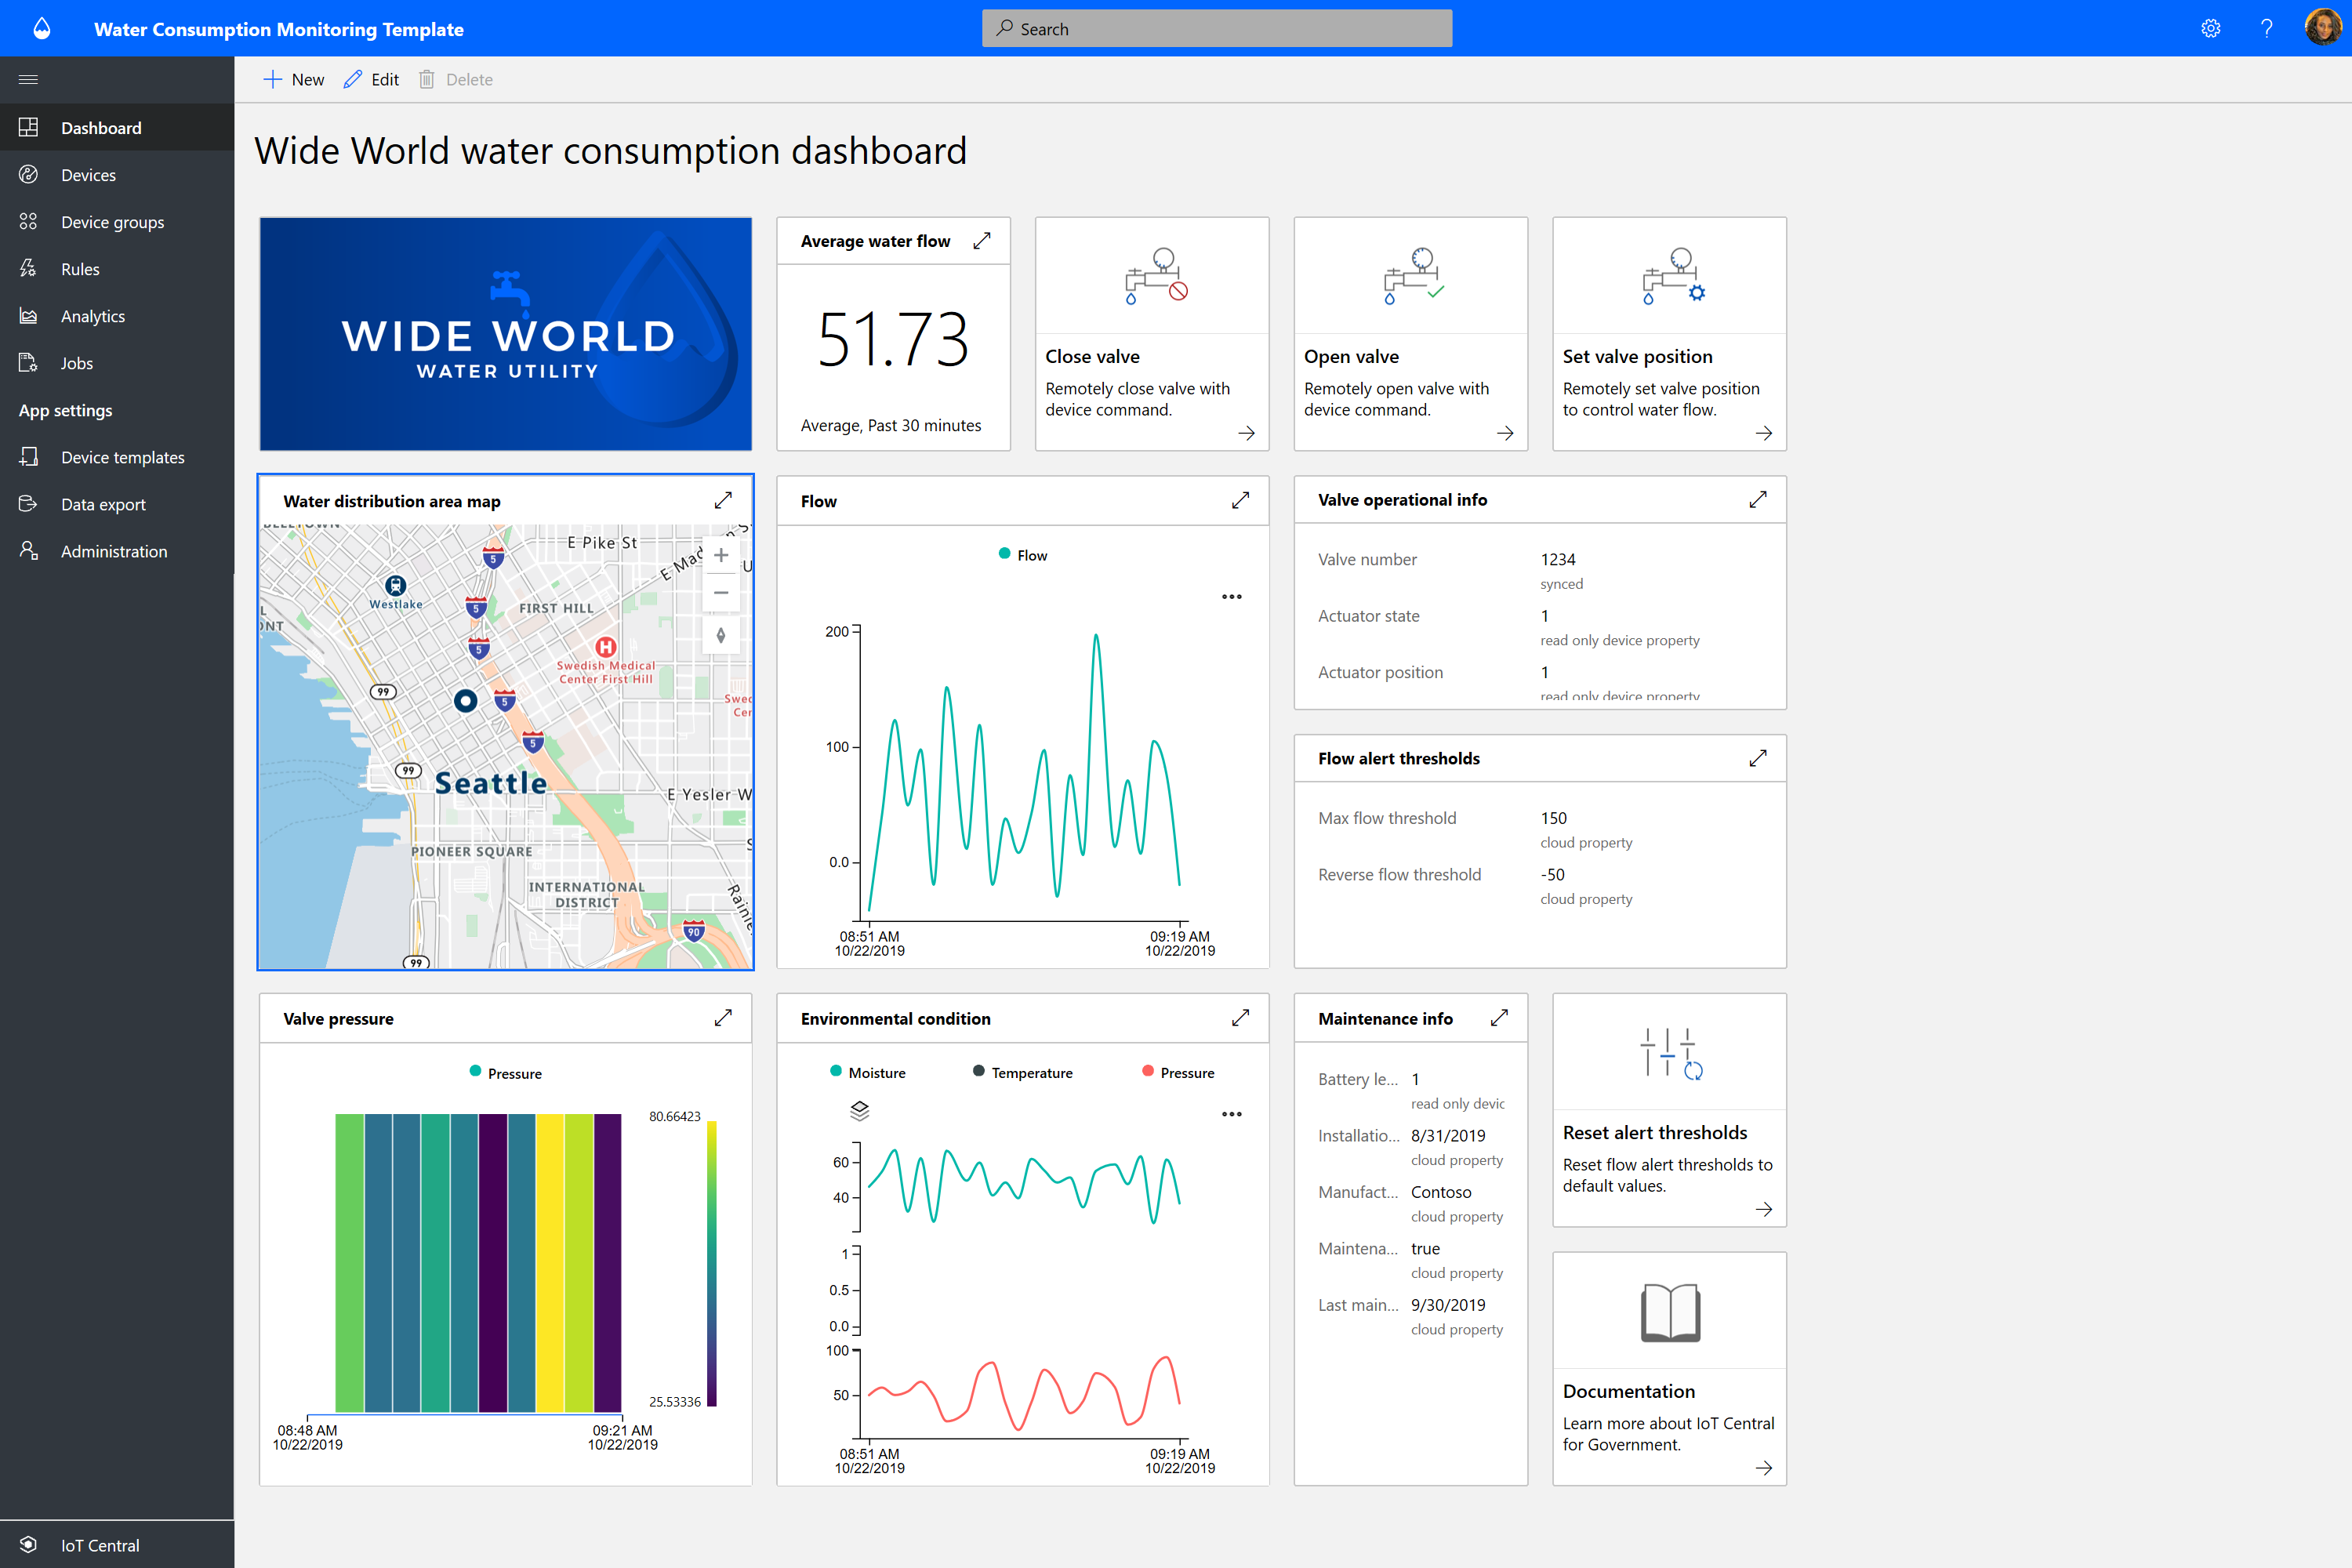 Water Consumption Monitoring Template
Search
New
Edit
Delete
Dashboard
Devices
Device groups
Rules
Analytics
Jobs
App settings
Device templates
Data export
Administration
IoT Central
Wide World water consumption dashboard
WIDE WORLD
WATER UTILITY
Average water flow
51.73
Average, Past 30 minutes
Close valve
Remotely close valve with
device command.
Open valve
Remotely open valve with
device command.
Set valve position
Remotely set valve position
to control water flow.
Water distribution area map
E Pike St
E Mad
5
Westlake
5
FIRST HILL
5
Swedish Medical
Center First Hill
99
5
Swed
Cen
5
99
Seattle
E Yesler W
PIONEER SQUARE
INTERNATIONAL
DISTRICT
Rainie
90
99
Flow
Flow
200
100
0.0
08:51 AM
10/22/2019
09:19 AM
10/22/2019
Valve operational info
Valve number
1234
synced
Actuator state
1
read only device property
Actuator position
1
read only device property
Flow alert thresholds
Max flow threshold
150
cloud property
Reverse flow threshold
-50
cloud property
Valve pressure
Pressure
80.66423
25.53336
08:48 AM
10/22/2019
09:21 AM
10/22/2019
Environmental condition
Moisture
Temperature
Pressure
60
40
1
0.5
0.0
100
50
08:51 AM
10/22/2019
09:19 AM
10/22/2019
Maintenance info
Battery le...
1
read only devic
Installatio...
8/31/2019
cloud property
Manufact...
Contoso
cloud property
Maintena...
true
cloud property
Last main...
9/30/2019
cloud property
Reset alert thresholds
Reset flow alert thresholds to
default values.
Documentation
Learn more about IoT Central
for Government.